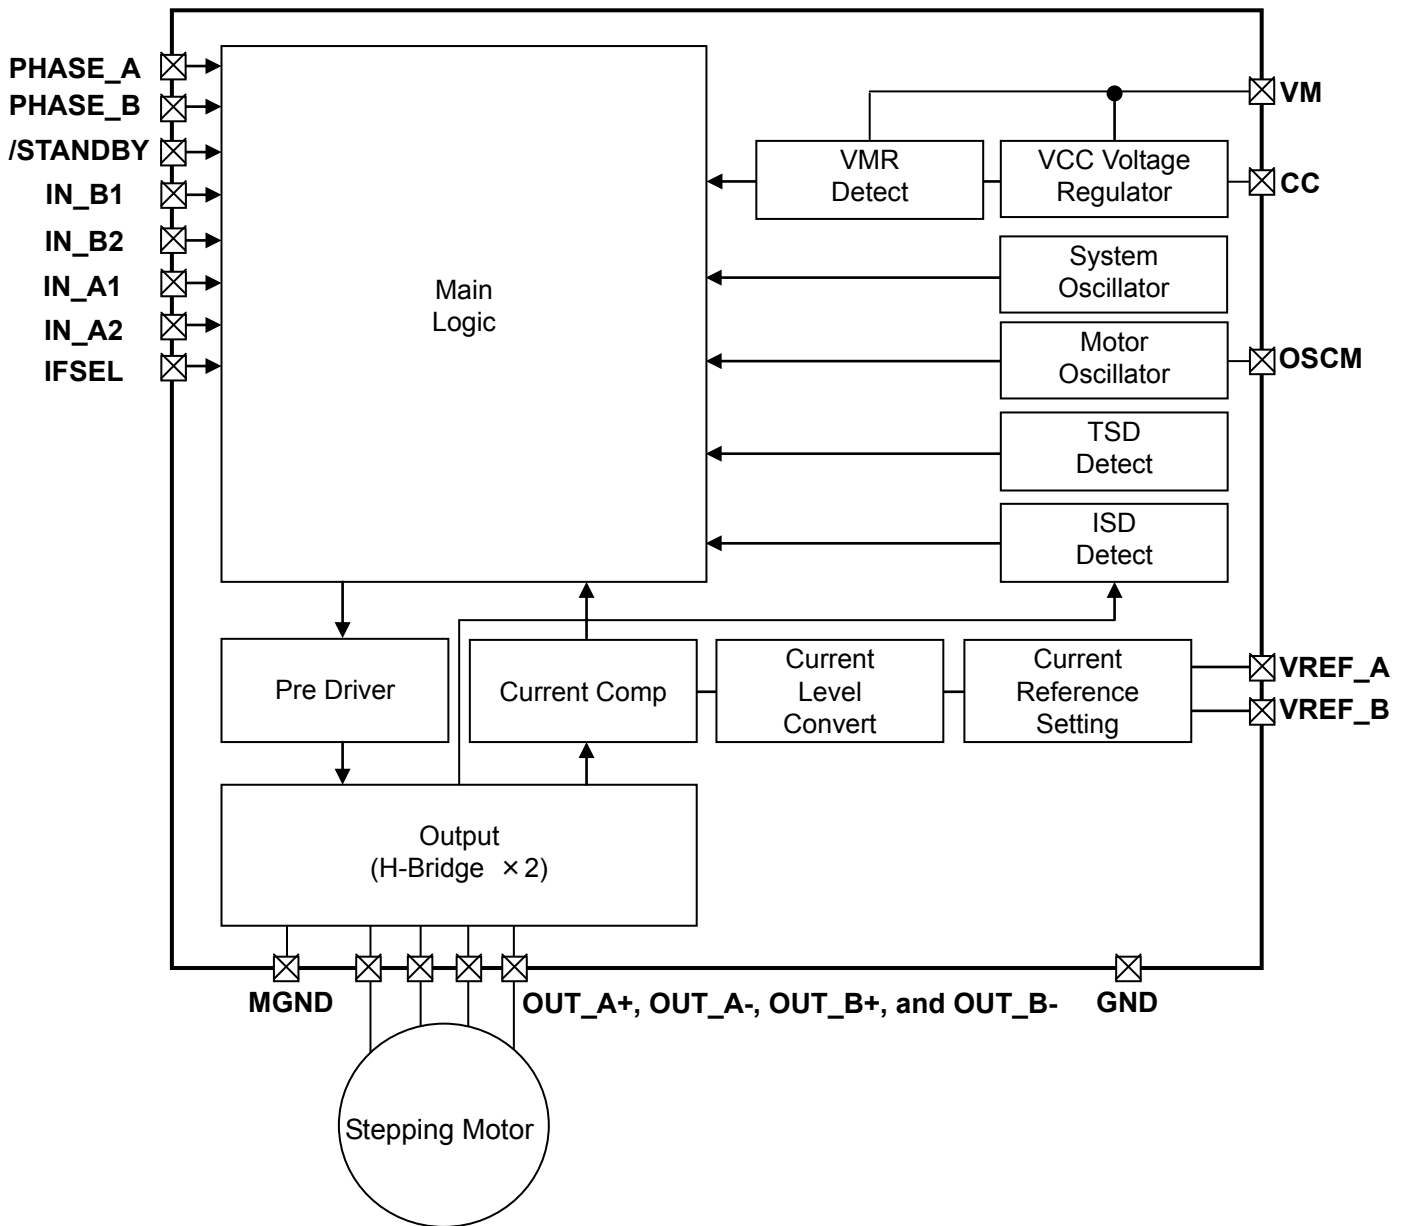 PHASE_A
PHASE_B
/STANDBY
IN_B1
IN_B2
IN_A1
IN_A2
IFSEL
Main
Logic
VMR
Detect
VCC Voltage
Regulator
System
Oscillator
Motor
Oscillator
TSD
Detect
ISD
Detect
VM
CC
OSCM
Pre Driver
Current Comp
Current
Level
Convert
Current
Reference
Setting
VREF_A
VREF_B
Output
(H-Bridge ×2)
MGND
OUT_A+, OUT_A-, OUT_B+, and OUT_B-
GND
Stepping Motor